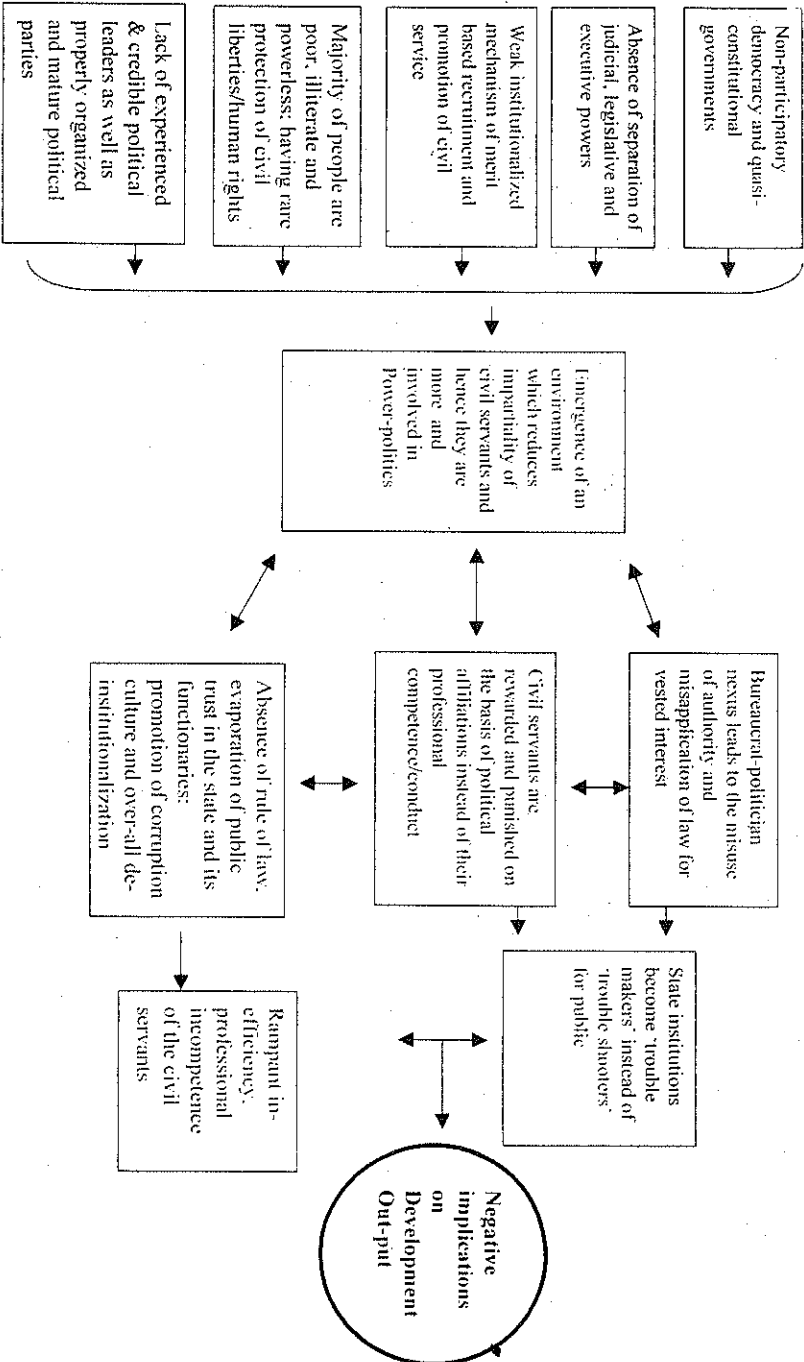 Non-participatory
democracy and quasi-
constitutional
governments
Absence of separation of
judicial, legislative and
executive powers
Weak institutionalized
mechanism of merit
based recruitment and
promotion of civil
service
Majority of people are
poor, illiterate and
powerless; having rare
protection of civil
liberties/human rights
Lack of experienced
& credible political
leaders as well as
properly organized
and mature political
parties
Emergence of an
environment
which reduces
impartiality of
civil servants and
hence they are
more and
involved in
Power-politics
Bureaucrat-politician
nexus leads to the misuse
of authority and
misapplication of law for
vested interest
Civil servants are
rewarded and punished on
the basis of political
affiliations instead of their
professional
competence/conduct
Absence of rule of law,
evaporation of public
trust in the state and its
functionaries:
promotion of corruption
culture and over-all de-
institutionalization
State institutions
become 'trouble
makers' instead of
'trouble shooters'
for public
Rampant in-
efficiency,
professional
incompetence
of the civil
servants
Negative
implications
on
Development
Out-put